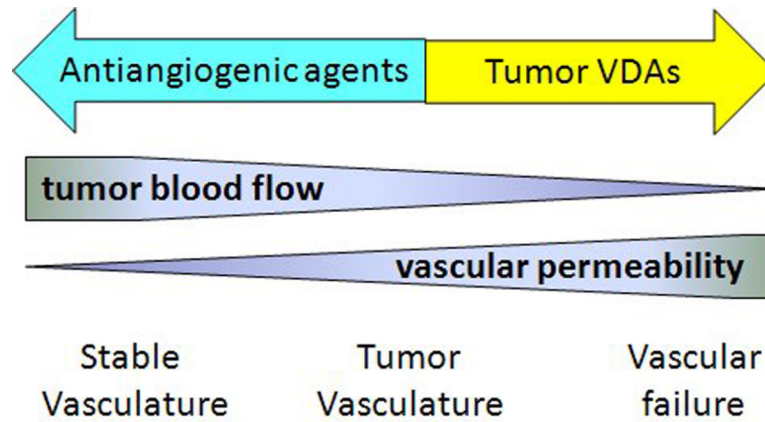 Antiangiogenic agents
Tumor VDAs
tumor blood flow
vascular permeability
Stable
Vasculature
Tumor
Vasculature
Vascular
failure